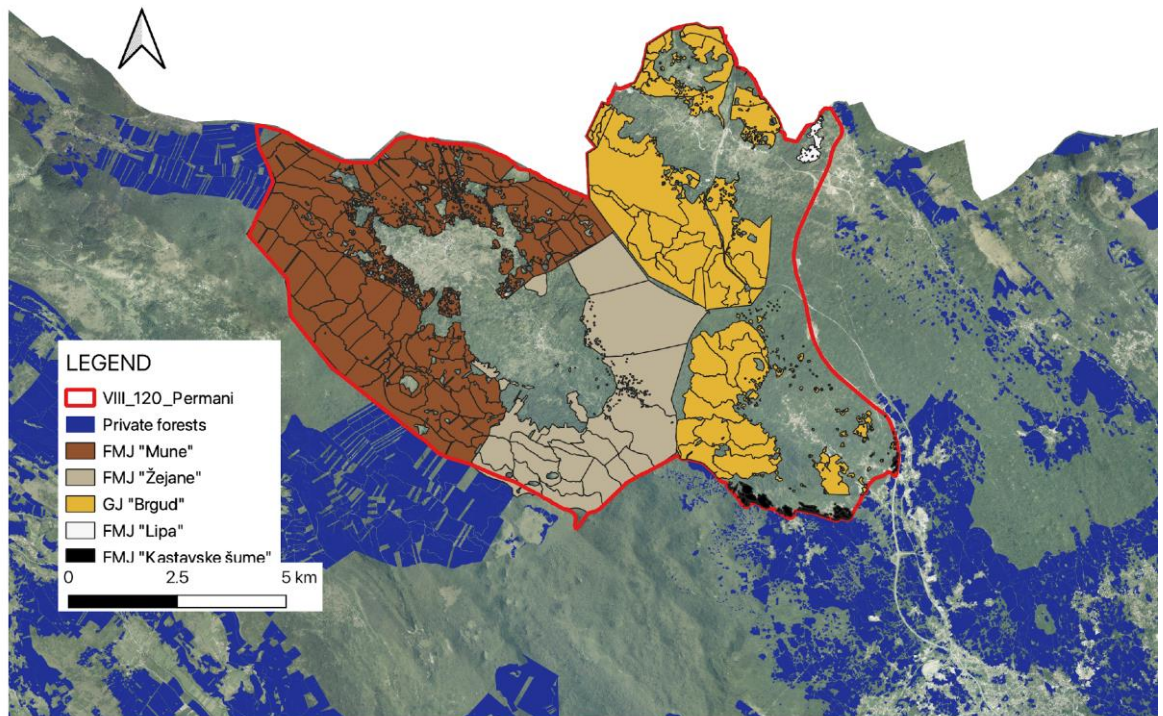 LEGEND
VIII_120_Permani
Private forests
FMJ "Mune"
FMJ "Žejane"
GJ "Brgud"
FMJ "Lipa"
FMJ "Kastavske šume"
0 2.5 5 km